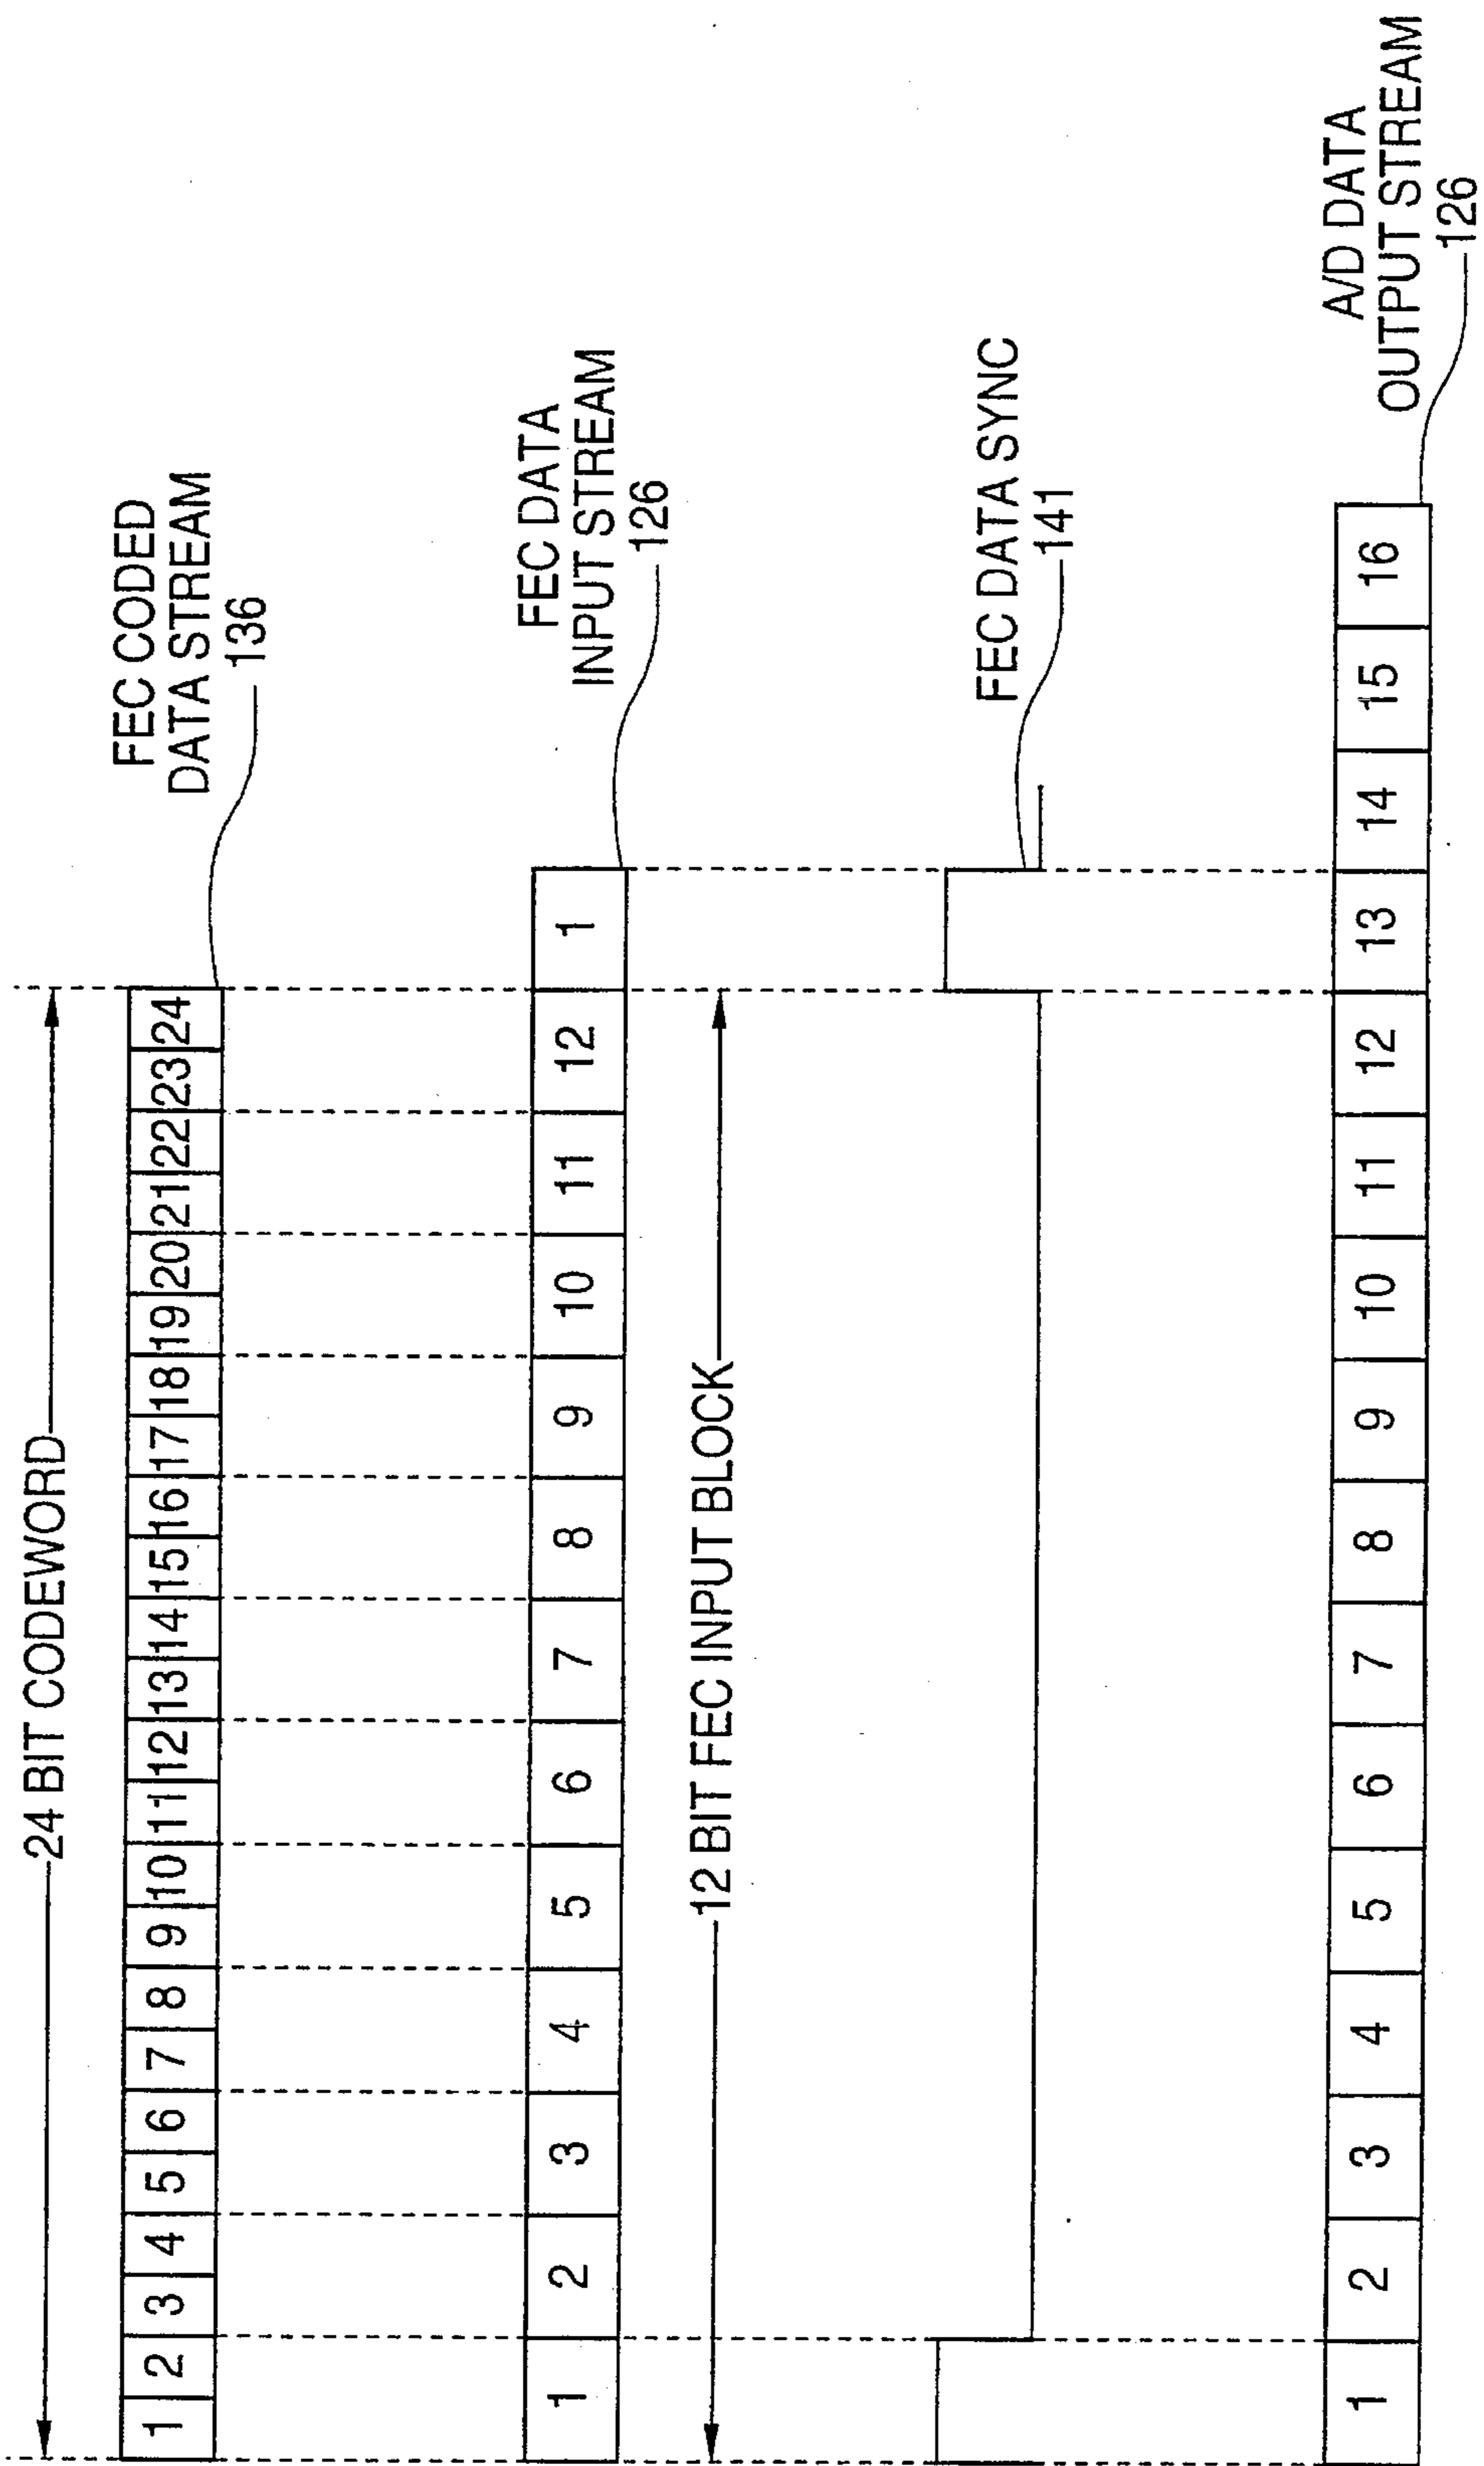 24 BIT CODEWORD
1 2 3 4 5 6 7 8 9 10 11 12 13 14 15 16 17 18 19 20 21 22 23 24
FEC CODED
DATA STREAM
136
1 2 3 4 5 6 7 8 9 10 11 12 1
FEC DATA
INPUT STREAM
126
12 BIT FEC INPUT BLOCK
FEC DATA SYNC
141
1 2 3 4 5 6 7 8 9 10 11 12 13 14 15 16
A/D DATA
OUTPUT STREAM
126